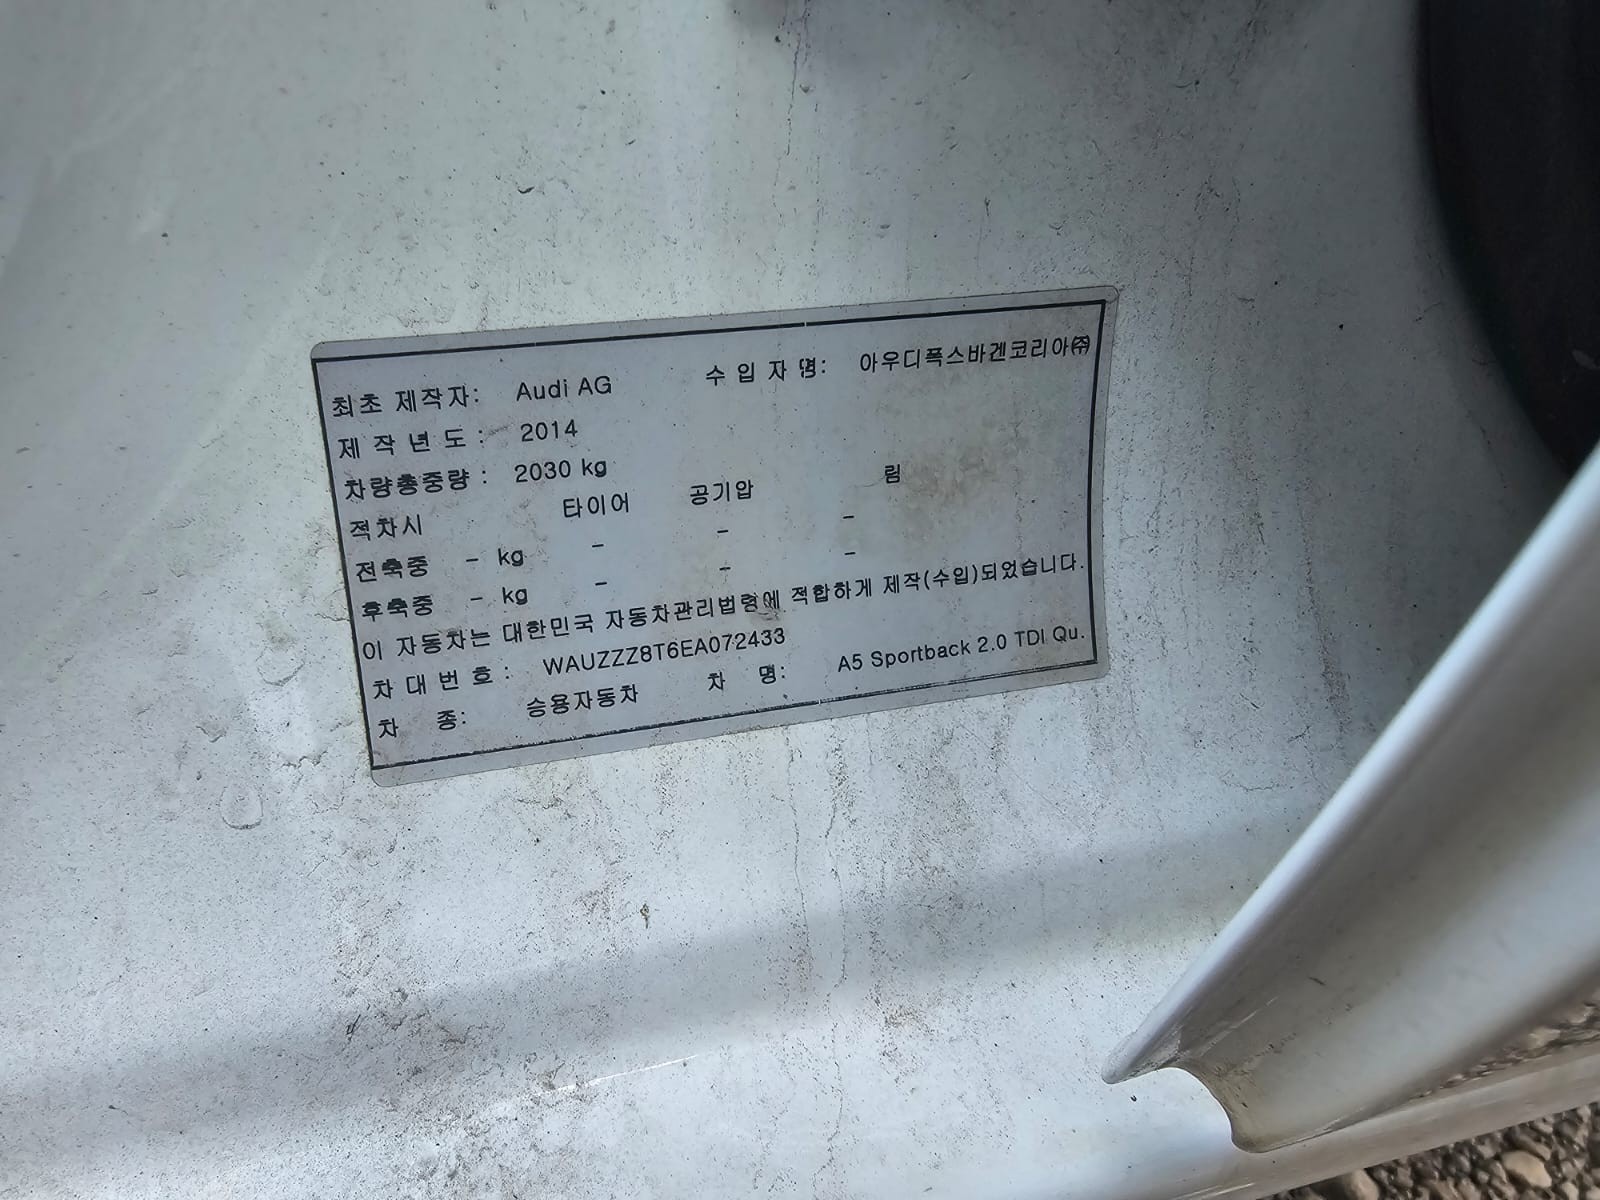 최초 제작자: Audi AG 수 입 자 명: 아우디폭스바겐코리아㈜
제 작 년 도 : 2014
차량총중량 : 2030 kg
적차시 타이어 공기압 림
전축중 - kg - - -
후축중 - kg - - -
이 자동차는 대한민국 자동차관리법령에 적합하게 제작(수입)되었습니다.
차 대 번 호 : WAUZZZ8T6EA072433
차 종: 승용자동차 차 명: A5 Sportback 2.0 TDI Qu.